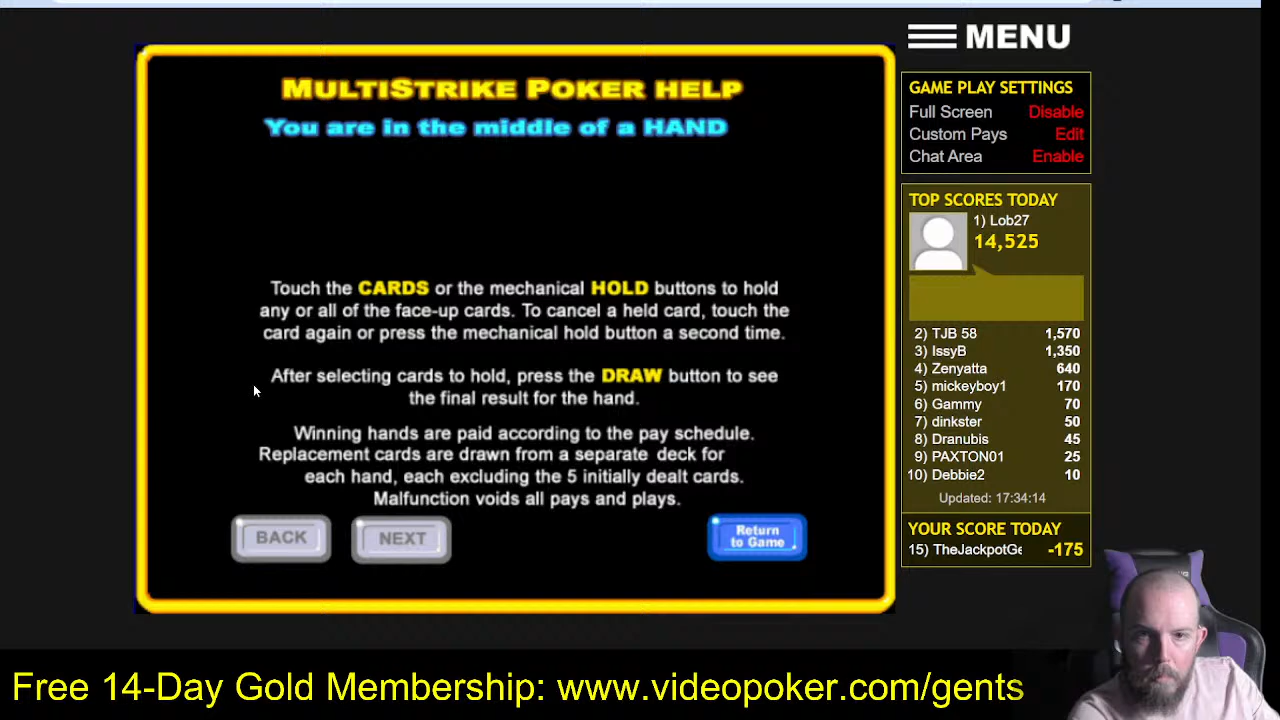 MENU
MULTISTRIKE POKER HELP
You are in the middle of a HAND
Touch the CARDS or the mechanical HOLD buttons to hold
any or all of the face-up cards. To cancel a held card, touch the
card again or press the mechanical hold button a second time.
After selecting cards to hold, press the DRAW button to see
the final result for the hand.
Winning hands are paid according to the pay schedule.
Replacement cards are drawn from a separate deck for
each hand, each excluding the 5 initially dealt cards.
Malfunction voids all pays and plays.
BACK
NEXT
Return
to Game
GAME PLAY SETTINGS
Full Screen Disable
Custom Pays Edit
Chat Area Enable
TOP SCORES TODAY
1) Lob27
14,525
2) TJB 58 1,570
3) IssyB 1,350
4) Zenyatta 640
5) mickeyboy1 170
6) Gammy 70
7) dinkster 50
8) Dranubis 45
9) PAXTON01 25
10) Debbie2 10
Updated: 17:34:14
YOUR SCORE TODAY
15) TheJackpotGe -175
Free 14-Day Gold Membership: www.videopoker.com/gents